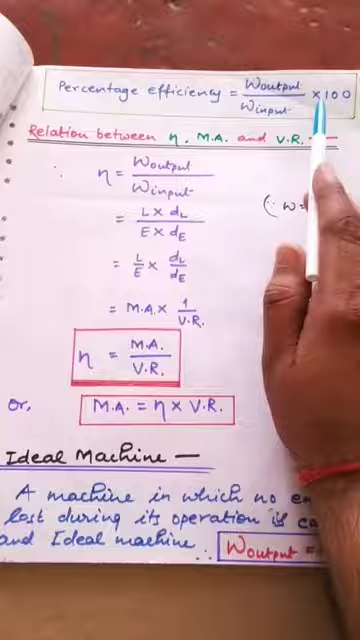 Percentage efficiency = Woutput / Winput × 100
Relation between η, M.A. and V.R. —
∴ η = Woutput / Winput
= L × dL / E × dE
(∵ W =
= L/E × dL/dE
= M.A. × 1/V.R.
η = M.A. / V.R.
Or, M.A. = η × V.R.
Ideal Machine —
A machine in which no
lost during its operation is
and Ideal machine ∴ Woutput =